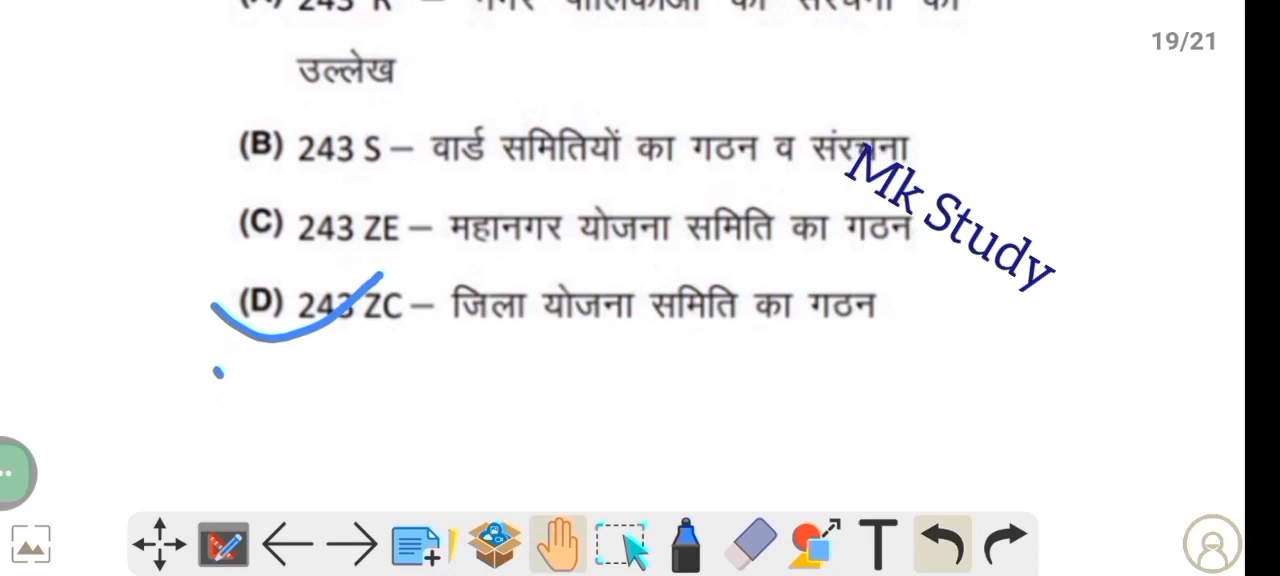 19/21
उल्लेख
(B) 243 S – वार्ड समितियों का गठन व संरचना
(C) 243 ZE – महानगर योजना समिति का गठन
(D) 243 ZC – जिला योजना समिति का गठन
Mk Study
T